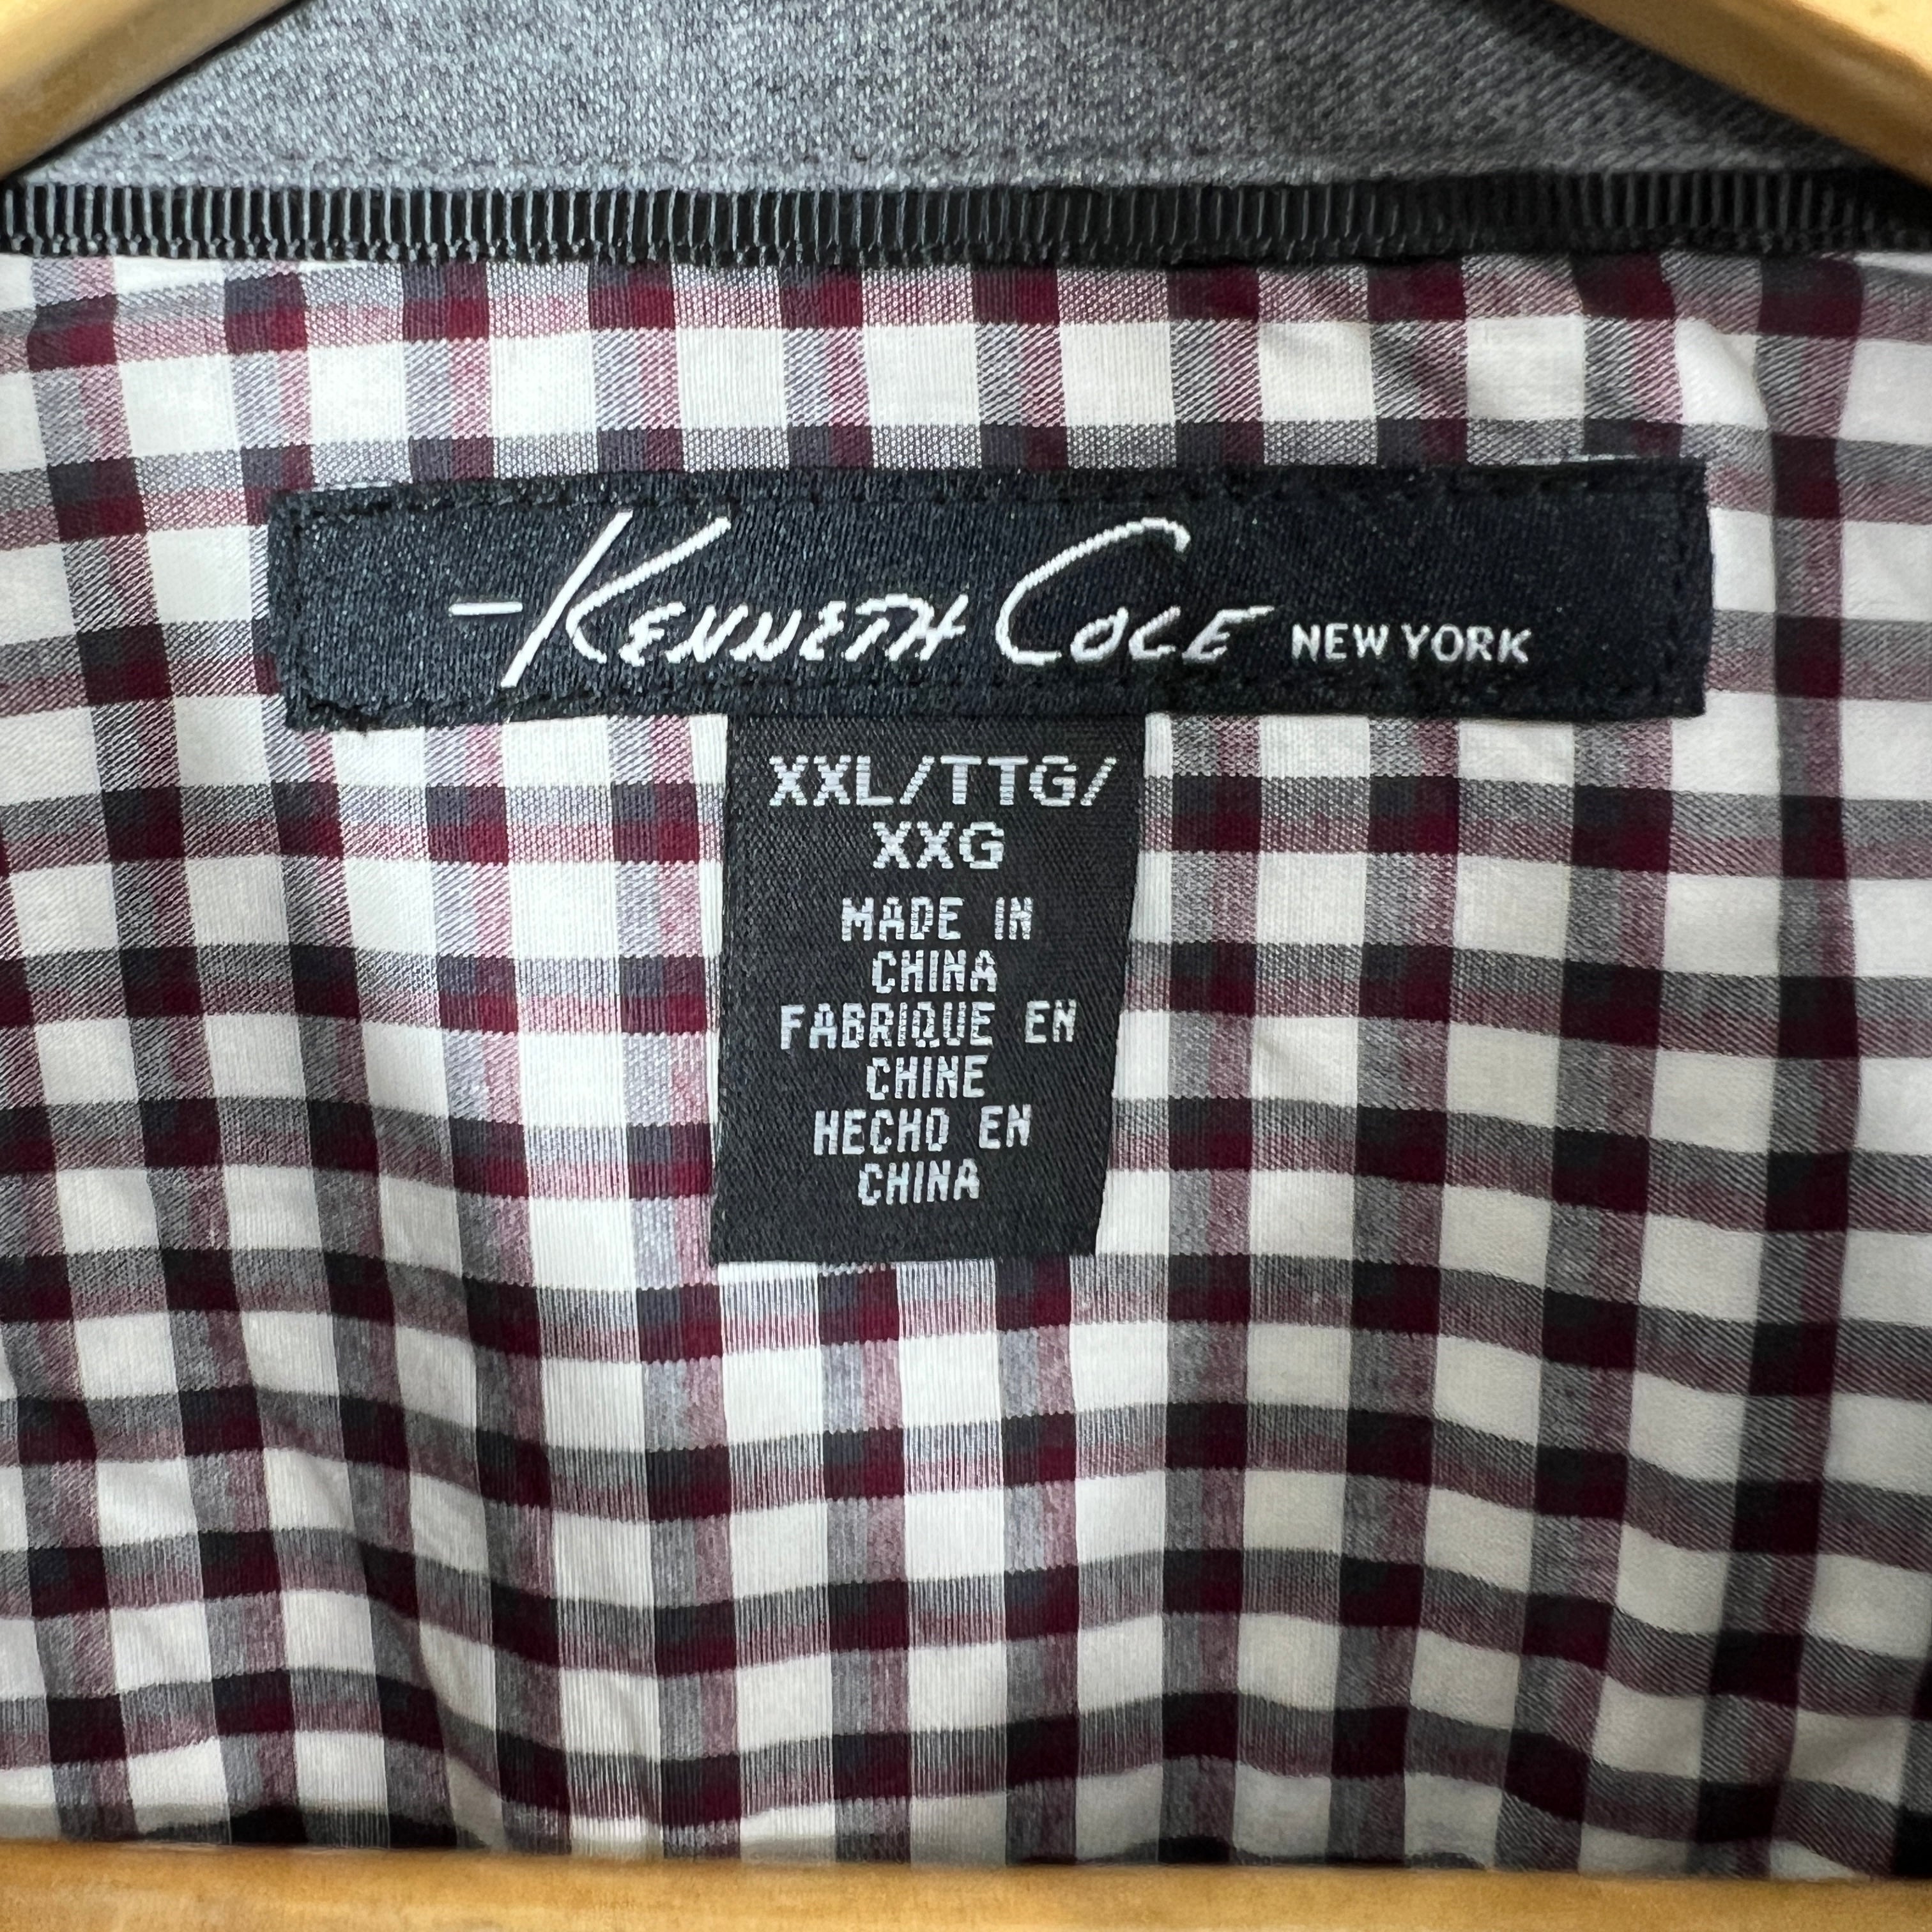 KENNETH COLE NEW YORK
XXL/TTG/
XXG
MADE IN
CHINA
FABRIQUE EN
CHINE
HECHO EN
CHINA